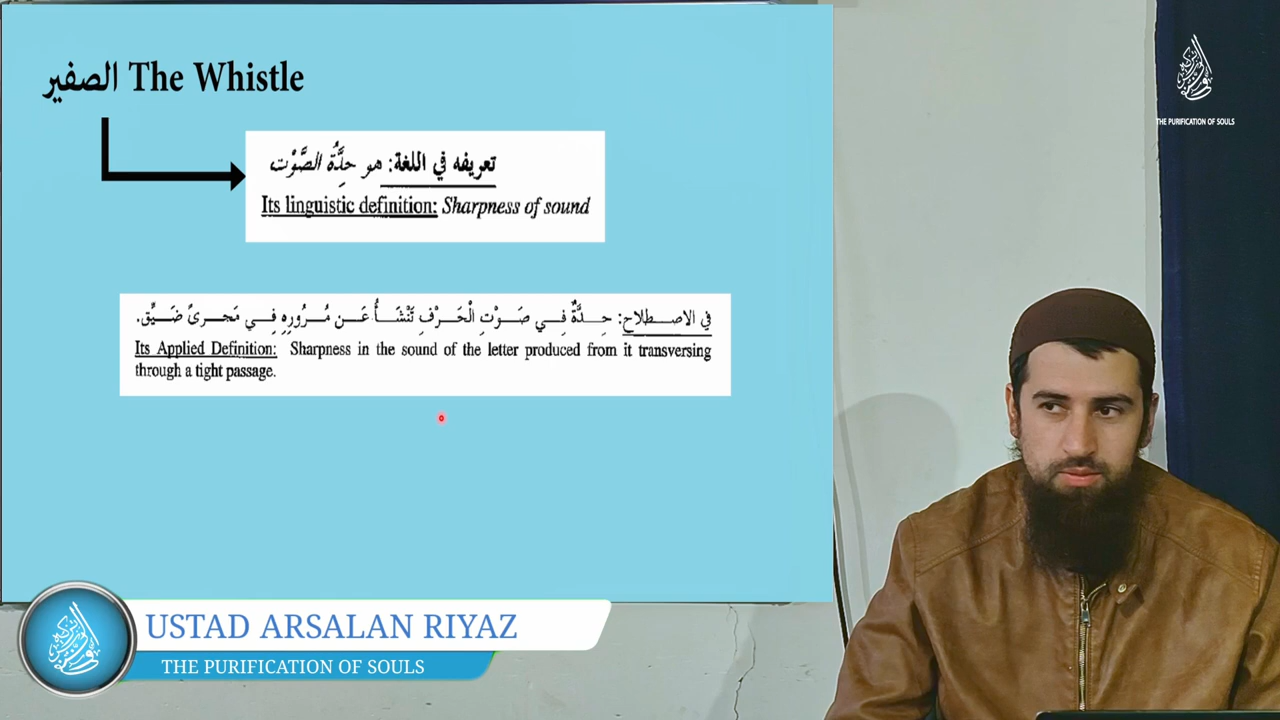 الصفير The Whistle
تعريفه في اللغة: هو حِدَّةُ الصَّوْت
Its linguistic definition: Sharpness of sound
في الاصطلاح: حِدَّةٌ فِي صَوْتِ الْحَرْفِ تَنْشَأُ عَن مُرُورِهِ فِي مَجرىً ضَيِّقٍ.
Its Applied Definition: Sharpness in the sound of the letter produced from it transversing
through a tight passage.
THE PURIFICATION OF SOULS
USTAD ARSALAN RIYAZ
THE PURIFICATION OF SOULS